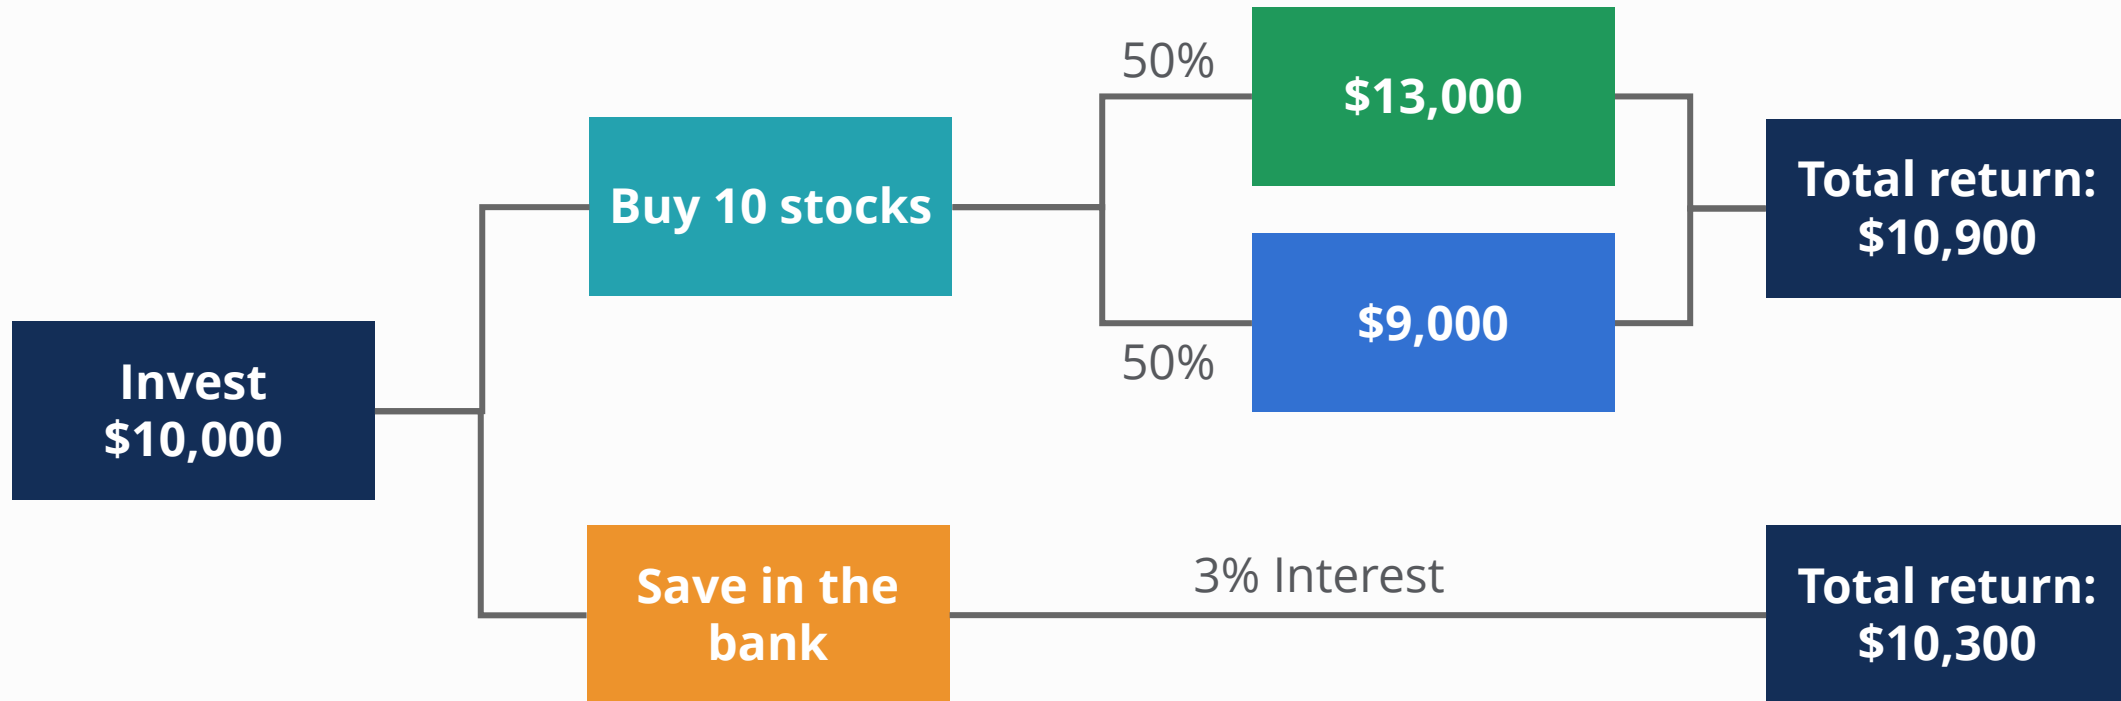 Invest
$10,000
Buy 10 stocks
50%
$13,000
50%
$9,000
Total return:
$10,900
Save in the
bank
3% Interest
Total return:
$10,300